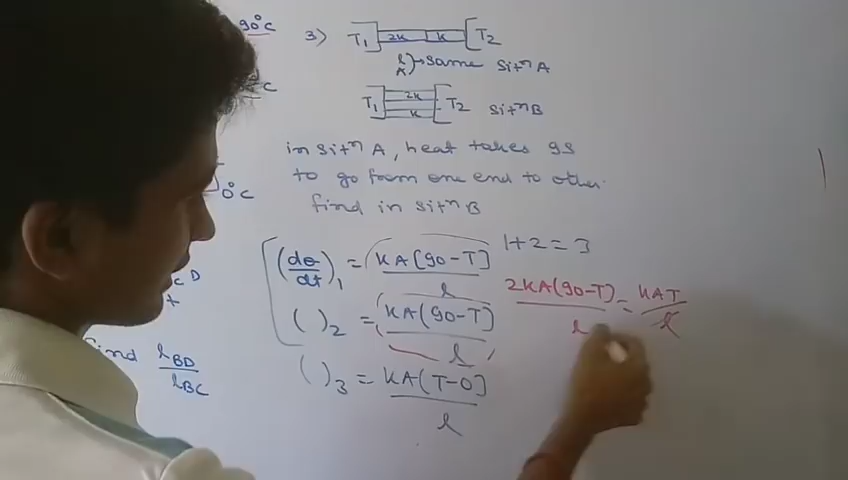 90°C
3) T1 2K K T2
l
A }→same Sitⁿ A
°C
T1 2K K T2 Sitⁿ B
in sitⁿ A, heat takes 9s
to go from one end to other.
0°C
find in sitⁿ B
(dθ/dt)1 = KA[90-T]/l
1+2=3
2KA(90-T)/l = KAT/l
( )2 = KA(90-T)/l
( )3 = KA(T-0)/l
find lBD/lBC